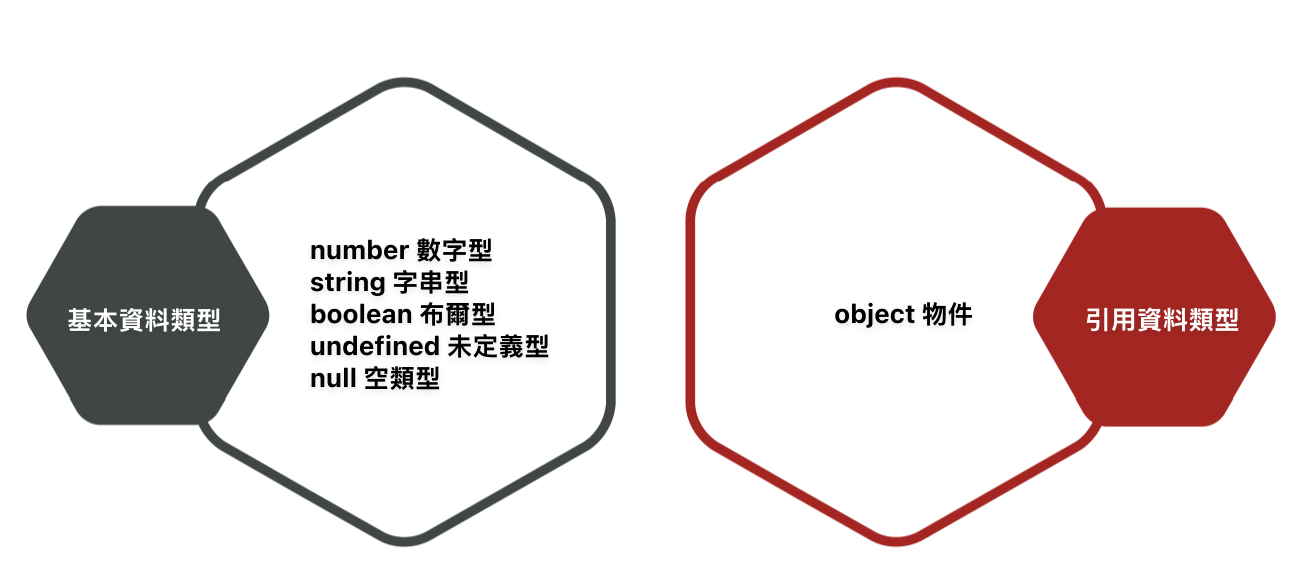 基本資料類型
number 數字型
string 字串型
boolean 布爾型
undefined 未定義型
null 空類型
object 物件
引用資料類型